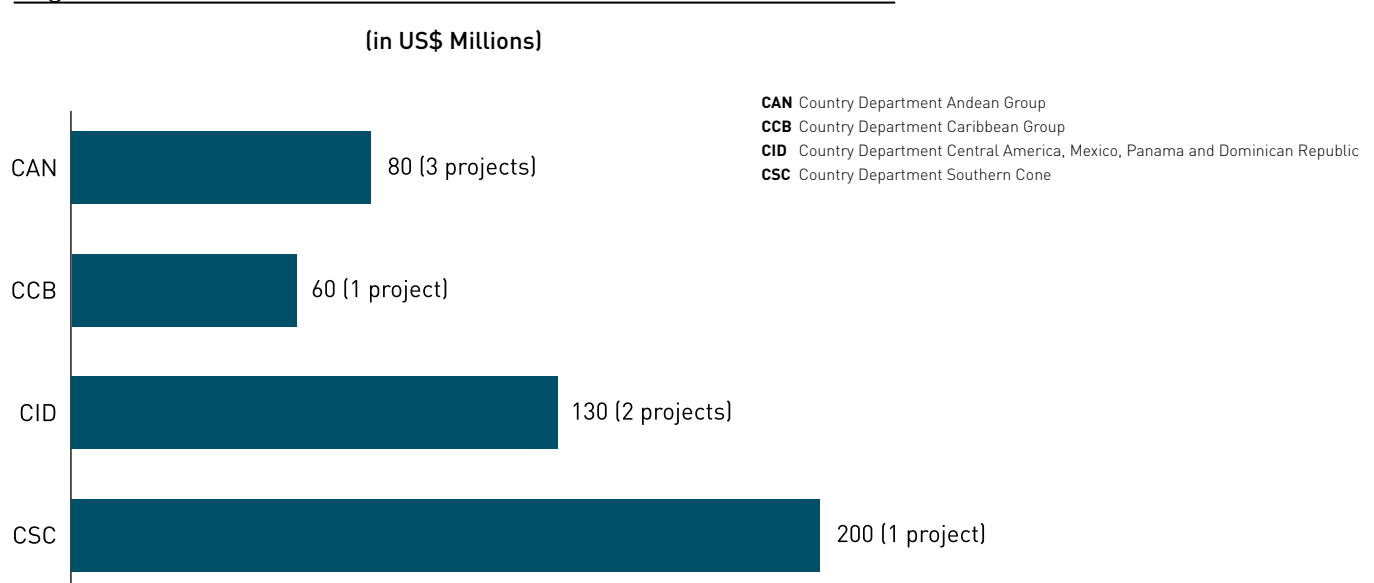 (in US$ Millions)
CAN Country Department Andean Group
CCB Country Department Caribbean Group
CID Country Department Central America, Mexico, Panama and Dominican Republic
CSC Country Department Southern Cone
CAN 80 (3 projects)
CCB 60 (1 project)
CID 130 (2 projects)
CSC 200 (1 project)